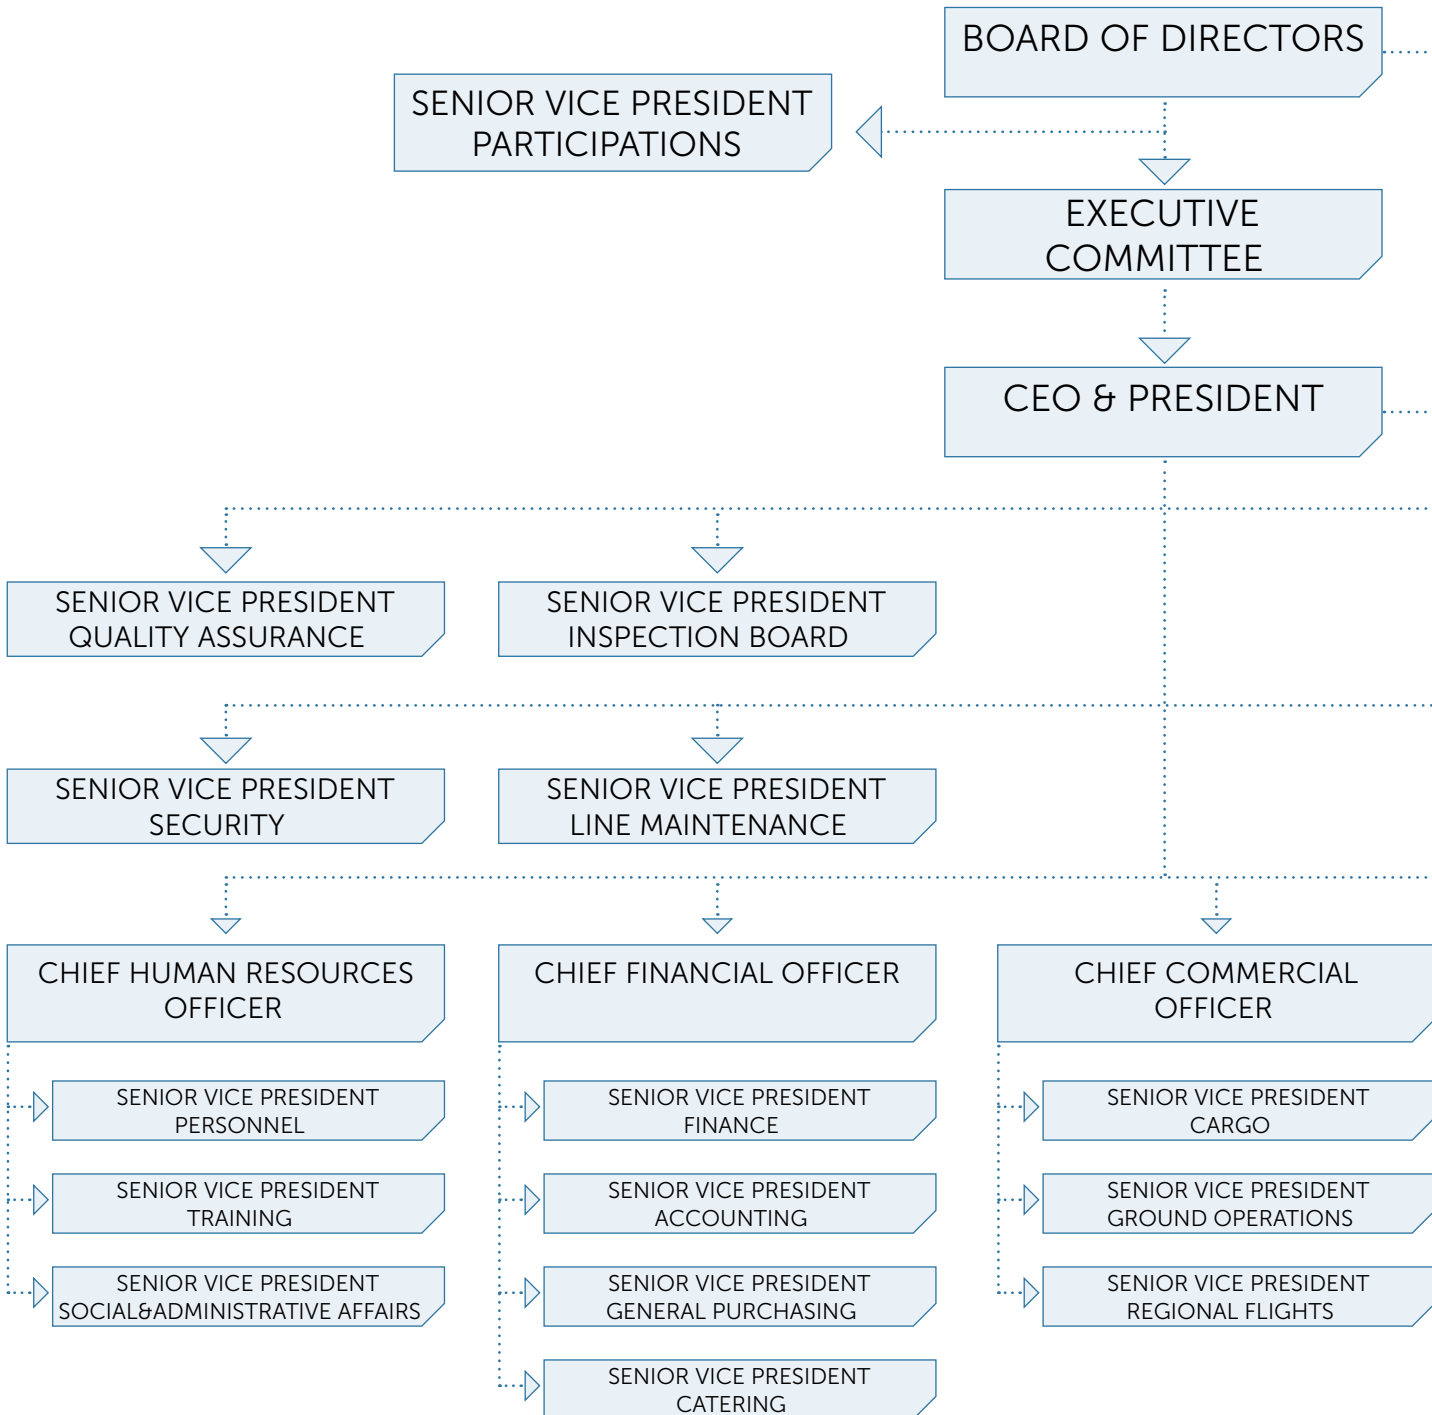 BOARD OF DIRECTORS
SENIOR VICE PRESIDENT
PARTICIPATIONS
EXECUTIVE
COMMITTEE
CEO & PRESIDENT
SENIOR VICE PRESIDENT
QUALITY ASSURANCE
SENIOR VICE PRESIDENT
INSPECTION BOARD
SENIOR VICE PRESIDENT
SECURITY
SENIOR VICE PRESIDENT
LINE MAINTENANCE
CHIEF HUMAN RESOURCES
OFFICER
SENIOR VICE PRESIDENT
PERSONNEL
SENIOR VICE PRESIDENT
TRAINING
SENIOR VICE PRESIDENT
SOCIAL&ADMINISTRATIVE AFFAIRS
CHIEF FINANCIAL OFFICER
SENIOR VICE PRESIDENT
FINANCE
SENIOR VICE PRESIDENT
ACCOUNTING
SENIOR VICE PRESIDENT
GENERAL PURCHASING
SENIOR VICE PRESIDENT
CATERING
CHIEF COMMERCIAL
OFFICER
SENIOR VICE PRESIDENT
CARGO
SENIOR VICE PRESIDENT
GROUND OPERATIONS
SENIOR VICE PRESIDENT
REGIONAL FLIGHTS